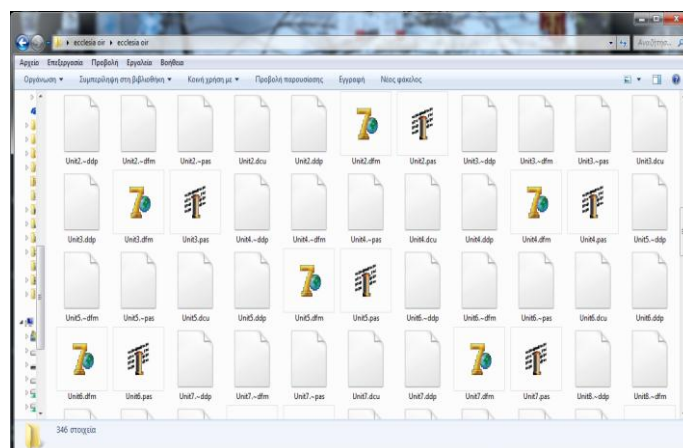 ecclesia oir ▸ ecclesia oir
Αναζήτησ...
Αρχείο Επεξεργασία Προβολή Εργαλεία Βοήθεια
Οργάνωση Συμπερίληψη στη βιβλιοθήκη Κοινή χρήση με Προβολή παρουσίασης Εγγραφή Νέος φάκελος
Unit2.~ddp Unit2.~dfm Unit2.~pas Unit2.dcu Unit2.ddp Unit2.dfm Unit2.pas Unit3.~ddp Unit3.~dfm Unit3.~pas Unit3.dcu
Unit3.ddp Unit3.dfm Unit3.pas Unit4.~ddp Unit4.~dfm Unit4.~pas Unit4.dcu Unit4.ddp Unit4.dfm Unit4.pas Unit5.~ddp
Unit5.~dfm Unit5.~pas Unit5.dcu Unit5.ddp Unit5.dfm Unit5.pas Unit6.~ddp Unit6.~dfm Unit6.~pas Unit6.dcu Unit6.ddp
Unit6.dfm Unit6.pas Unit7.~ddp Unit7.~dfm Unit7.~pas Unit7.dcu Unit7.ddp Unit7.dfm Unit7.pas Unit8.~ddp Unit8.~dfm
346 στοιχεία